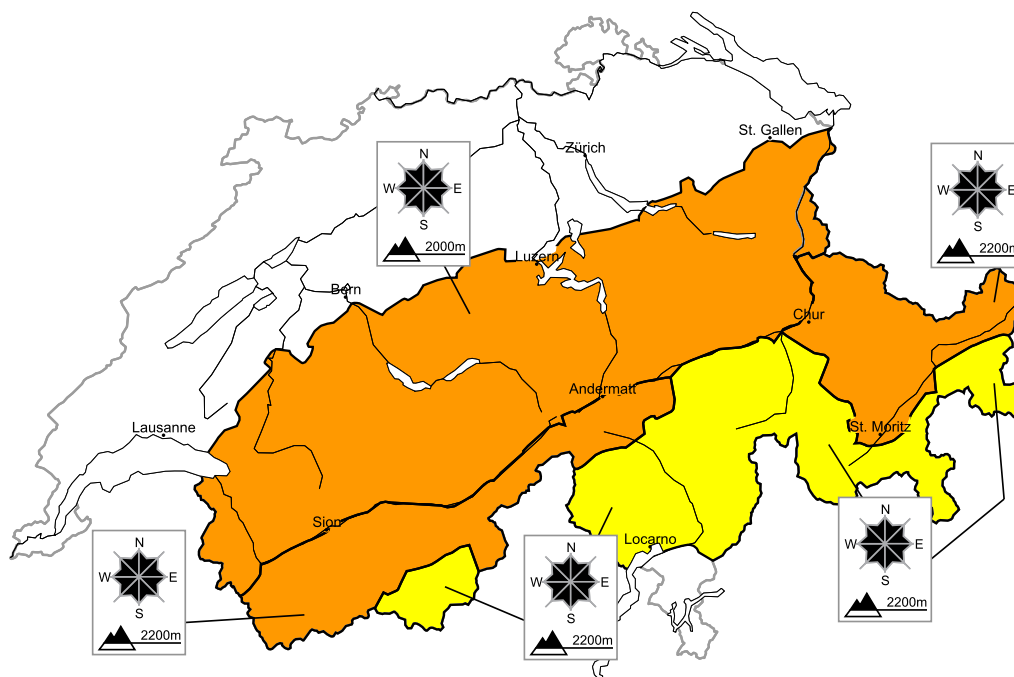 St. Gallen
Zürich
N
W E
S
2000m
N
W E
S
2200m
Luzern
Bern
Chur
Andermatt
Lausanne
St. Moritz
Sion
Locarno
N
W E
S
2200m
N
W E
S
2200m
N
W E
S
2200m